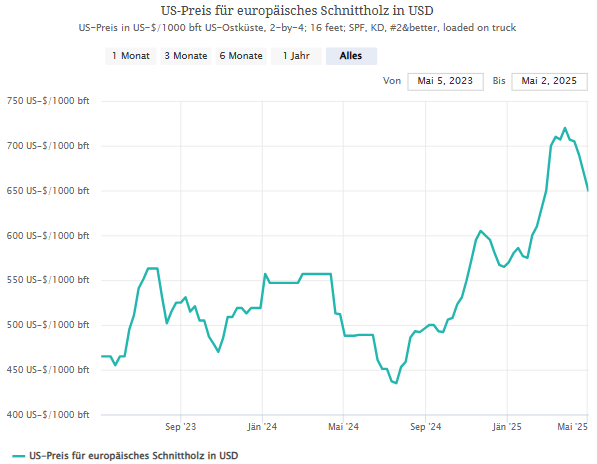 US-Preis für europäisches Schnittholz in USD
US-Preis in US-$/1000 bft US-Ostküste, 2-by-4; 16 feet; SPF, KD, #2&better, loaded on truck
1 Monat 3 Monate 6 Monate 1 Jahr Alles
Von Mai 5, 2023 Bis Mai 2, 2025
750 US-$/1000 bft
700 US-$/1000 bft
650 US-$/1000 bft
600 US-$/1000 bft
550 US-$/1000 bft
500 US-$/1000 bft
450 US-$/1000 bft
400 US-$/1000 bft
Sep '23 Jän '24 Mai '24 Sep '24 Jän '25 Mai '25
US-Preis für europäisches Schnittholz in USD